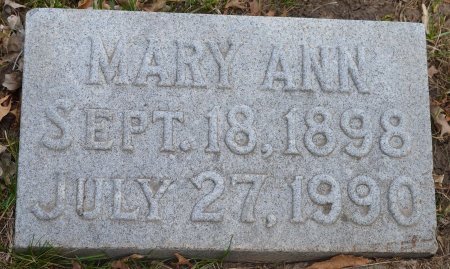 MARY ANN
SEPT. 18, 1898
JULY 27, 1990